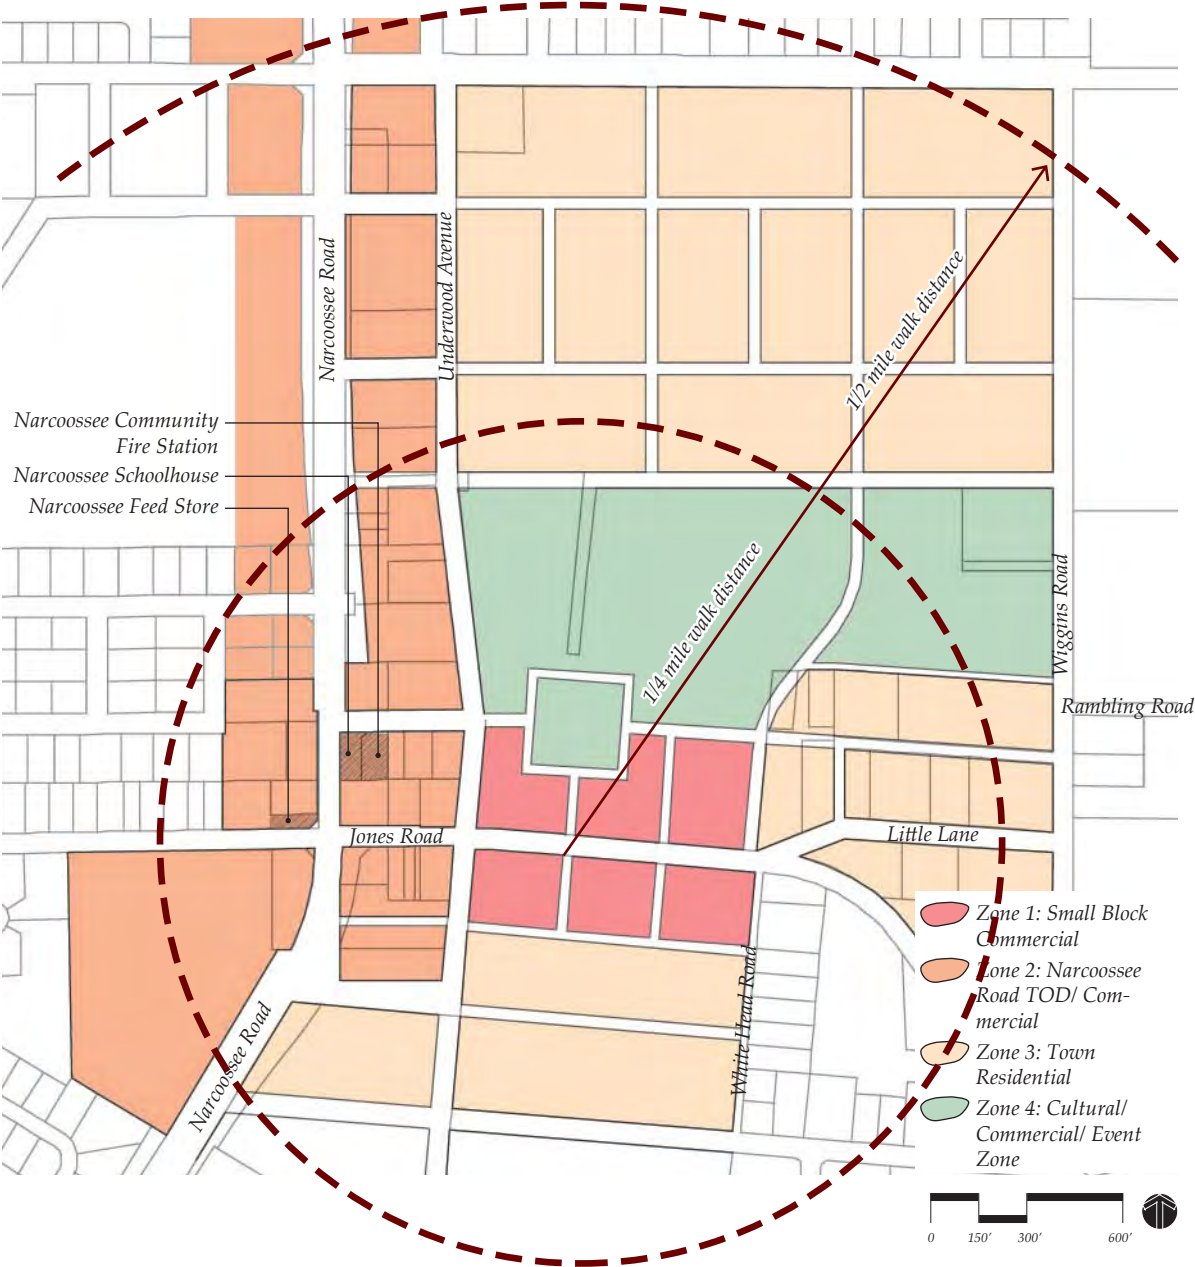 Narcoossee Road
Underwood Avenue
1/2 mile walk distance
Narcoossee Community
Fire Station
Narcoossee Schoolhouse
Narcoossee Feed Store
1/4 mile walk distance
Wiggins Road
Rambling Road
Jones Road
Little Lane
White Head Road
Narcoossee Road
Zone 1: Small Block
Commercial
Zone 2: Narcoossee
Road TOD/ Com-
mercial
Zone 3: Town
Residential
Zone 4: Cultural/
Commercial/ Event
Zone
0 150' 300' 600'